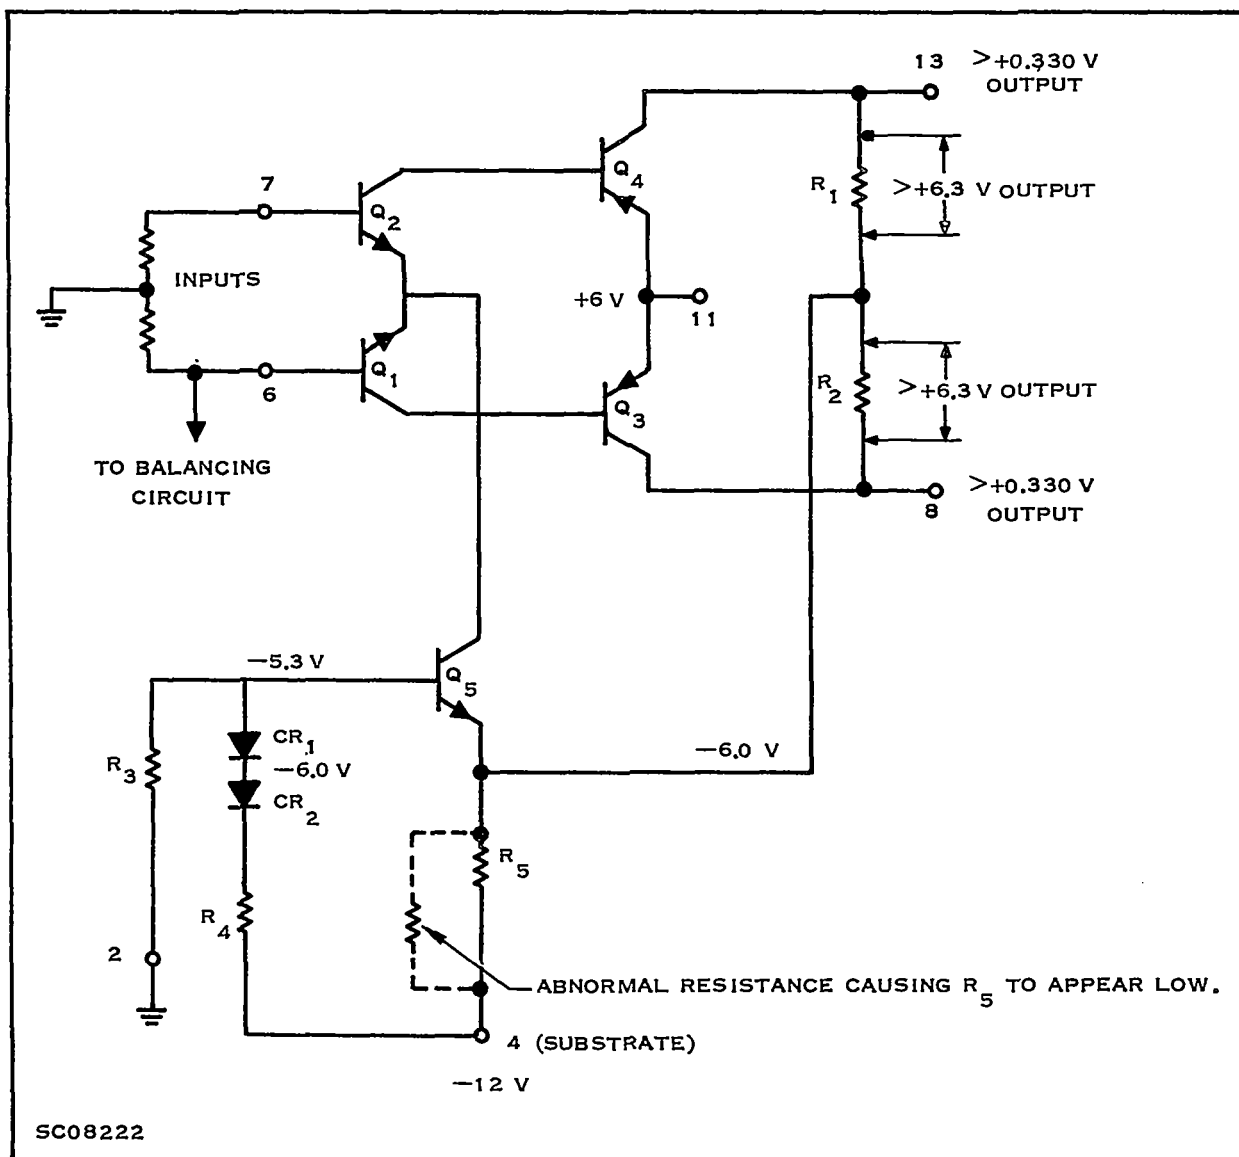 13 >+0.330 V
OUTPUT
7
Q4
R1
>+6.3 V OUTPUT
Q2
INPUTS
+6 V
11
Q1
6
R2
>+6.3 V OUTPUT
Q3
TO BALANCING
CIRCUIT
>+0.330 V
8
OUTPUT
—5.3 V
Q5
CR1
R3
—6.0 V
—6.0 V
CR2
R5
R4
2
ABNORMAL RESISTANCE CAUSING R5 TO APPEAR LOW.
4 (SUBSTRATE)
—12 V
SC08222